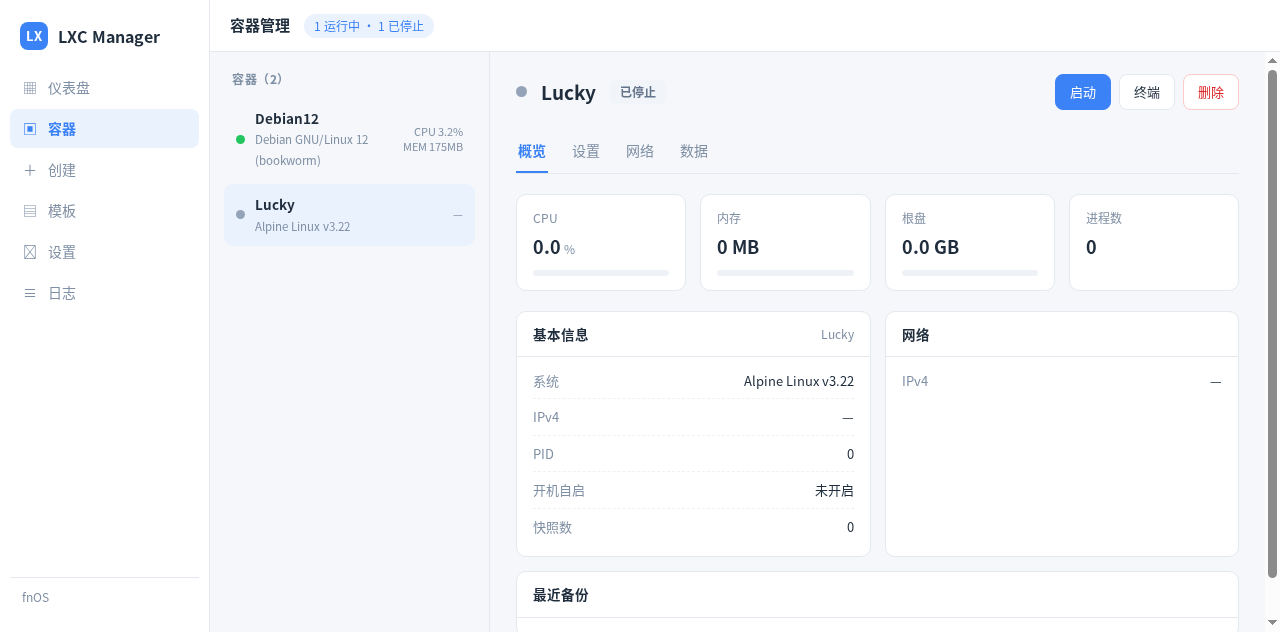 LX LXC Manager
仪表盘
容器
创建
模板
设置
日志
fnOS
容器管理 1 运行中 · 1 已停止
容器（2）
Debian12
Debian GNU/Linux 12
(bookworm)
CPU 3.2%
MEM 175MB
Lucky
Alpine Linux v3.22
—
Lucky 已停止
启动 终端 删除
概览 设置 网络 数据
CPU
0.0 %
内存
0 MB
根盘
0.0 GB
进程数
0
基本信息 Lucky
系统 Alpine Linux v3.22
IPv4 —
PID 0
开机自启 未开启
快照数 0
网络
IPv4 —
最近备份